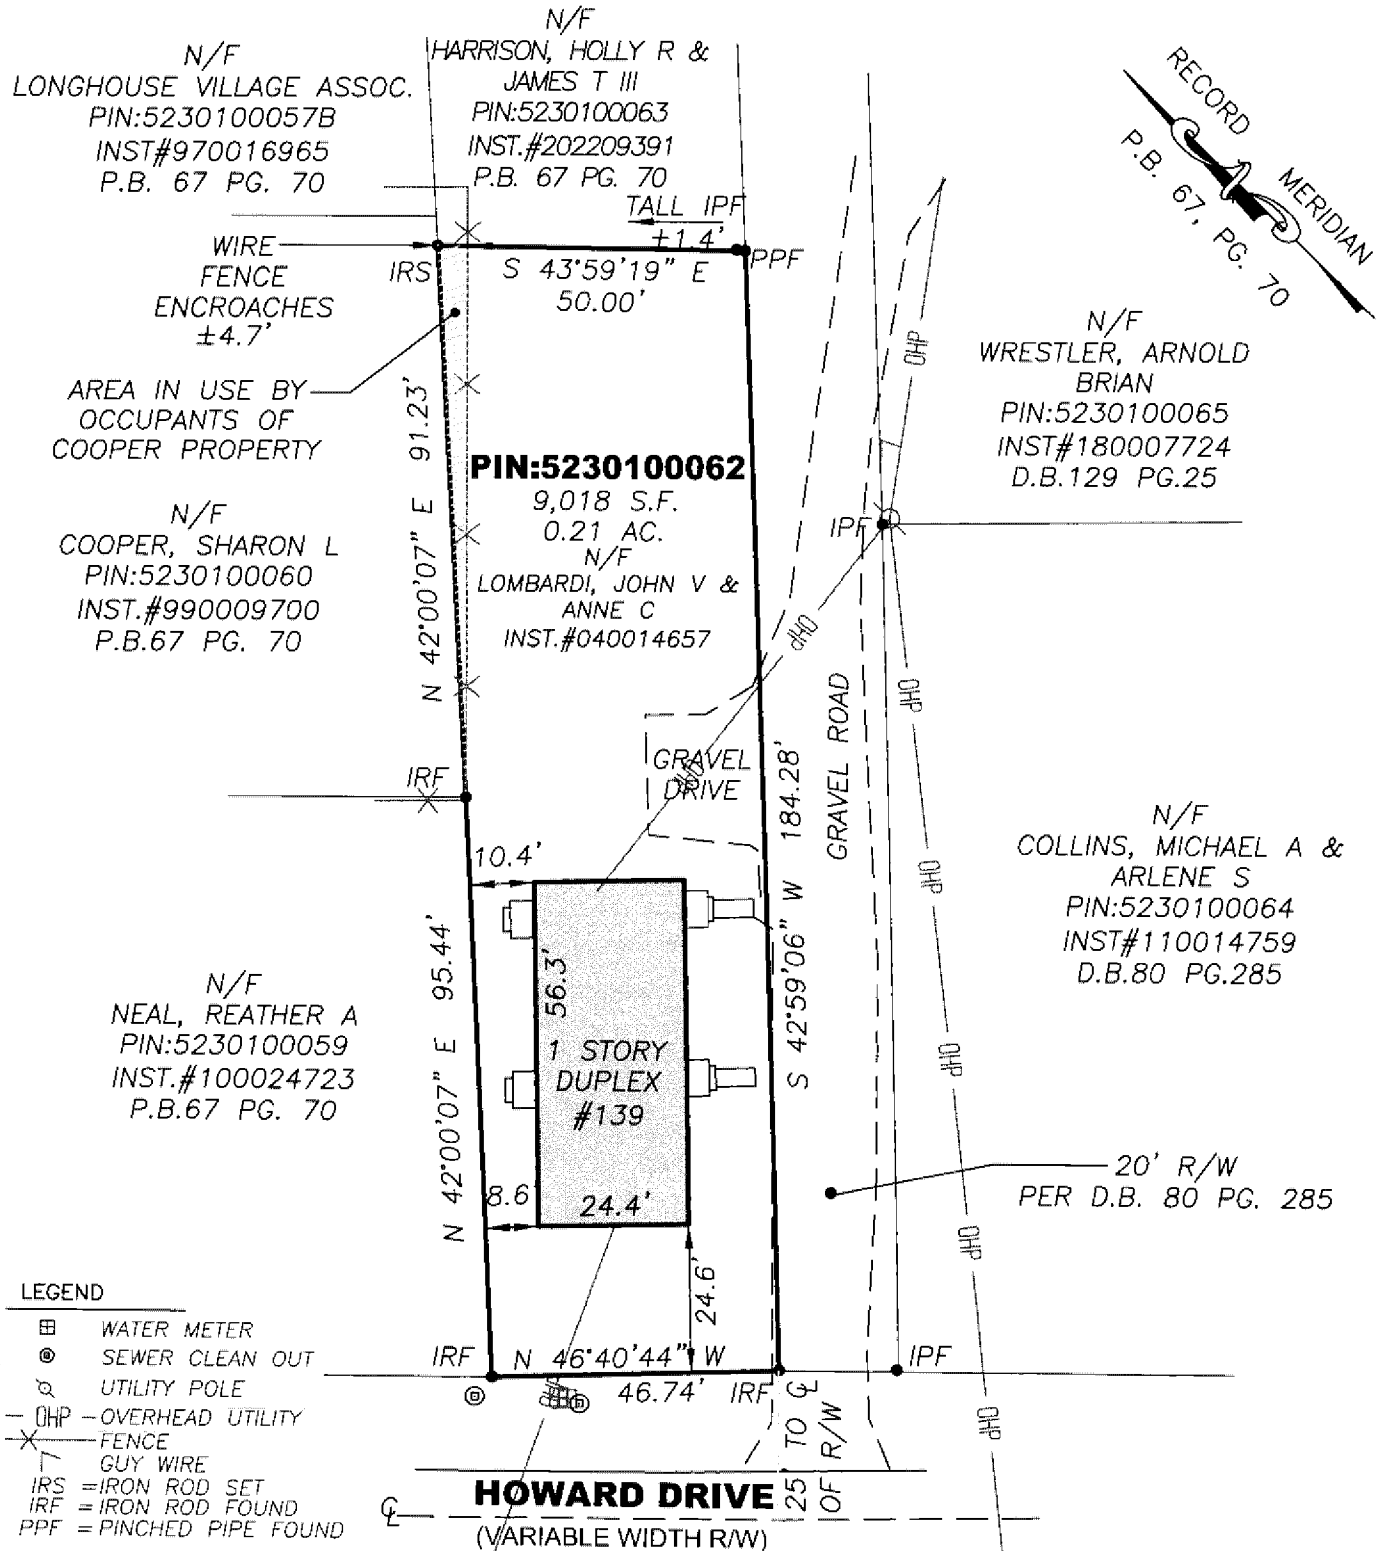 N/F
LONGHOUSE VILLAGE ASSOC.
PIN:5230100057B
INST#970016965
P.B. 67 PG. 70
N/F
HARRISON, HOLLY R &
JAMES T III
PIN:5230100063
INST.#202209391
P.B. 67 PG. 70
RECORD MERIDIAN
P.B. 67, PG. 70
TALL IPF
±1.4'
PPF
IRS
S 43°59'19" E
50.00'
WIRE
FENCE
ENCROACHES
±4.7'
AREA IN USE BY
OCCUPANTS OF
COOPER PROPERTY
N 42°00'07" E 91.23'
N/F
WRESTLER, ARNOLD
BRIAN
PIN:5230100065
INST#180007724
D.B.129 PG.25
OHP
IPF
PIN:5230100062
9,018 S.F.
0.21 AC.
N/F
LOMBARDI, JOHN V &
ANNE C
INST.#040014657
N/F
COOPER, SHARON L
PIN:5230100060
INST.#990009700
P.B.67 PG. 70
OHP
OHP
OHP
GRAVEL
DRIVE
GRAVEL ROAD
S 42°59'06" W 184.28'
IRF
N/F
COLLINS, MICHAEL A &
ARLENE S
PIN:5230100064
INST#110014759
D.B.80 PG.285
OHP
10.4'
N 42°00'07" E 95.44'
56.3'
1 STORY
DUPLEX
#139
24.4'
8.6'
24.6'
N/F
NEAL, REATHER A
PIN:5230100059
INST.#100024723
P.B.67 PG. 70
OHP
20' R/W
PER D.B. 80 PG. 285
OHP
OHP
IRF
N 46°40'44" W
46.74'
IRF
IPF
25' TO ℄
OF R/W
LEGEND
WATER METER
SEWER CLEAN OUT
UTILITY POLE
OHP OVERHEAD UTILITY
FENCE
GUY WIRE
IRS =IRON ROD SET
IRF =IRON ROD FOUND
PPF =PINCHED PIPE FOUND
℄
HOWARD DRIVE
(VARIABLE WIDTH R/W)